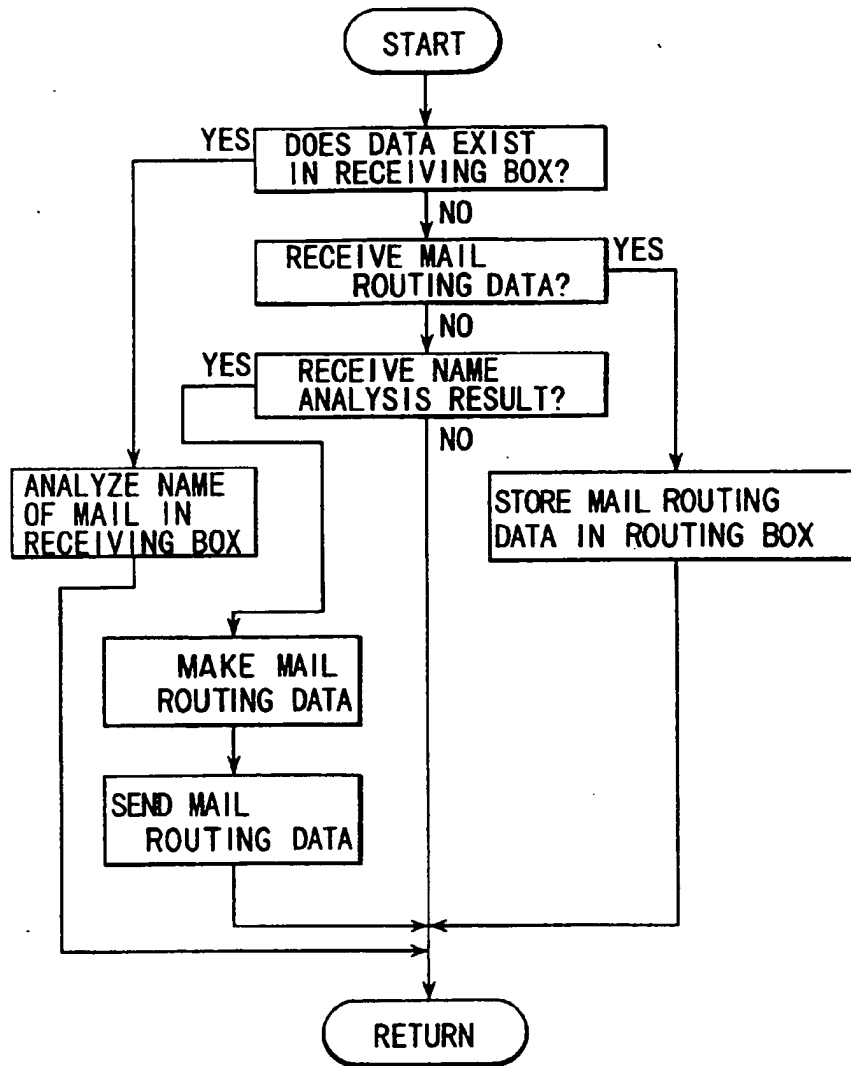 START
YES
DOES DATA EXIST
IN RECEIVING BOX?
NO
RECEIVE MAIL
ROUTING DATA?
YES
NO
YES
RECEIVE NAME
ANALYSIS RESULT?
NO
ANALYZE NAME
OF MAIL IN
RECEIVING BOX
STORE MAIL ROUTING
DATA IN ROUTING BOX
MAKE MAIL
ROUTING DATA
SEND MAIL
ROUTING DATA
RETURN